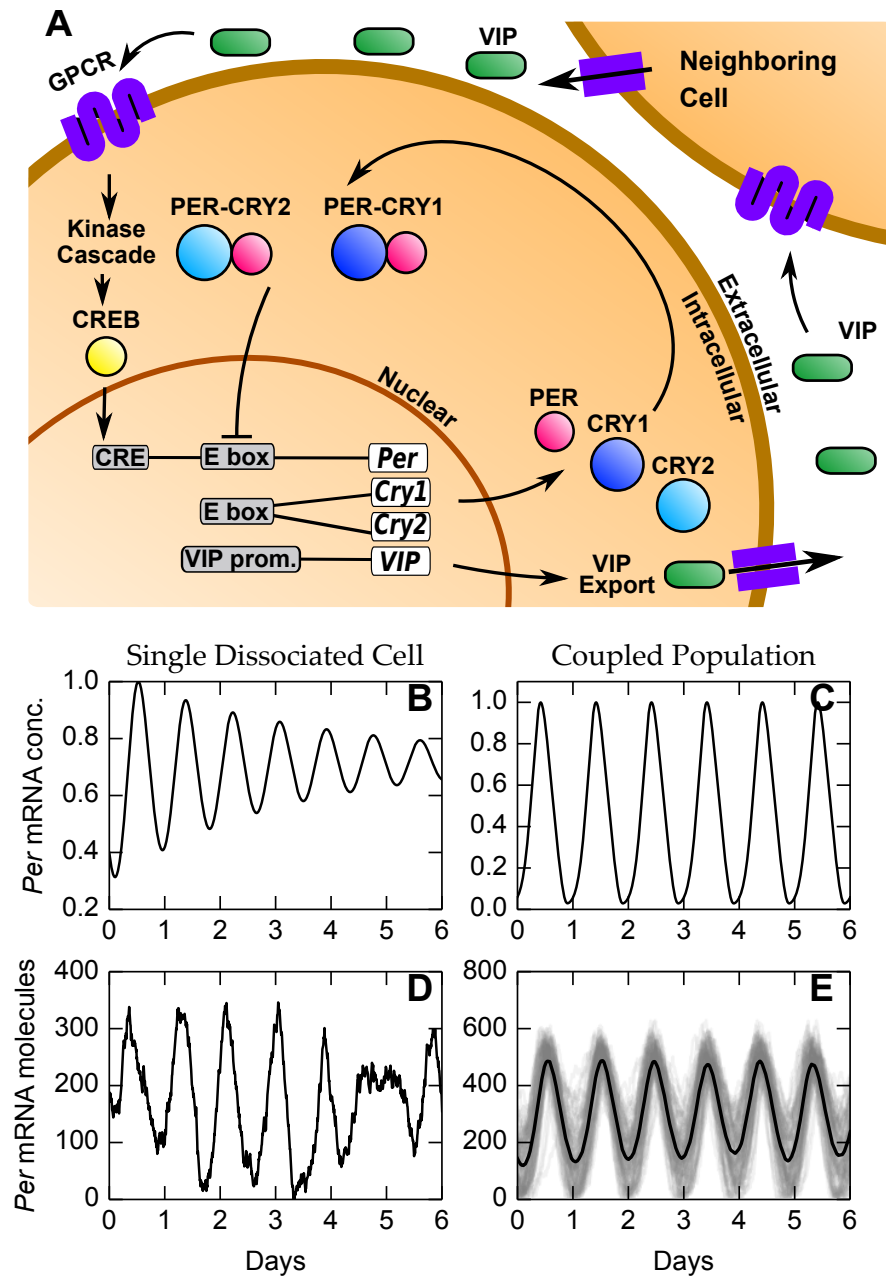 A
GPCR
VIP
Neighboring
Cell
PER-CRY2
PER-CRY1
Kinase
Cascade
CREB
Nuclear
Intracellular
Extracellular
VIP
PER
CRY1
CRY2
CRE
E box
Per
E box
Cry1
Cry2
VIP prom.
VIP
VIP
Export
Single Dissociated Cell
Coupled Population
B
Per mRNA conc.
1.0
0.8
0.6
0.4
0.2
0 1 2 3 4 5 6
C
1.0
0.8
0.6
0.4
0.2
0.0
0 1 2 3 4 5 6
D
Per mRNA molecules
400
300
200
100
0
0 1 2 3 4 5 6
Days
E
800
600
400
200
0
0 1 2 3 4 5 6
Days